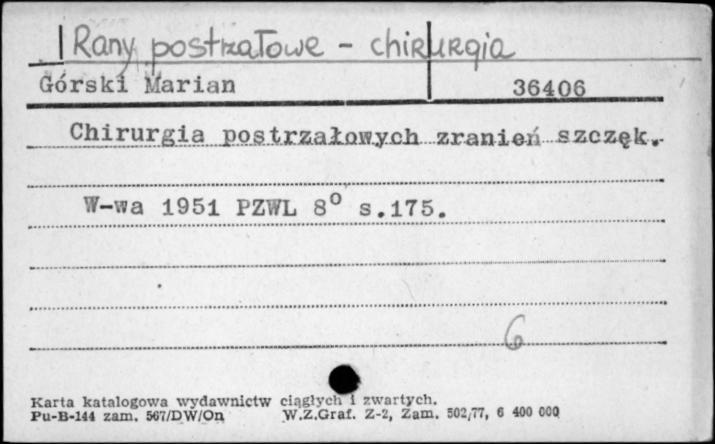 Rany postrzałowe - chirurgia
Górski Marian 36406
Chirurgia postrzałowych zranień szczęk.
W-wa 1951 PZWL 8° s.175.
6
Karta katalogowa wydawnictw ciągłych i zwartych.
Pu-B-144 zam. 567/DW/On W.Z.Graf. Z-2, Zam. 502/77, 6 400 000